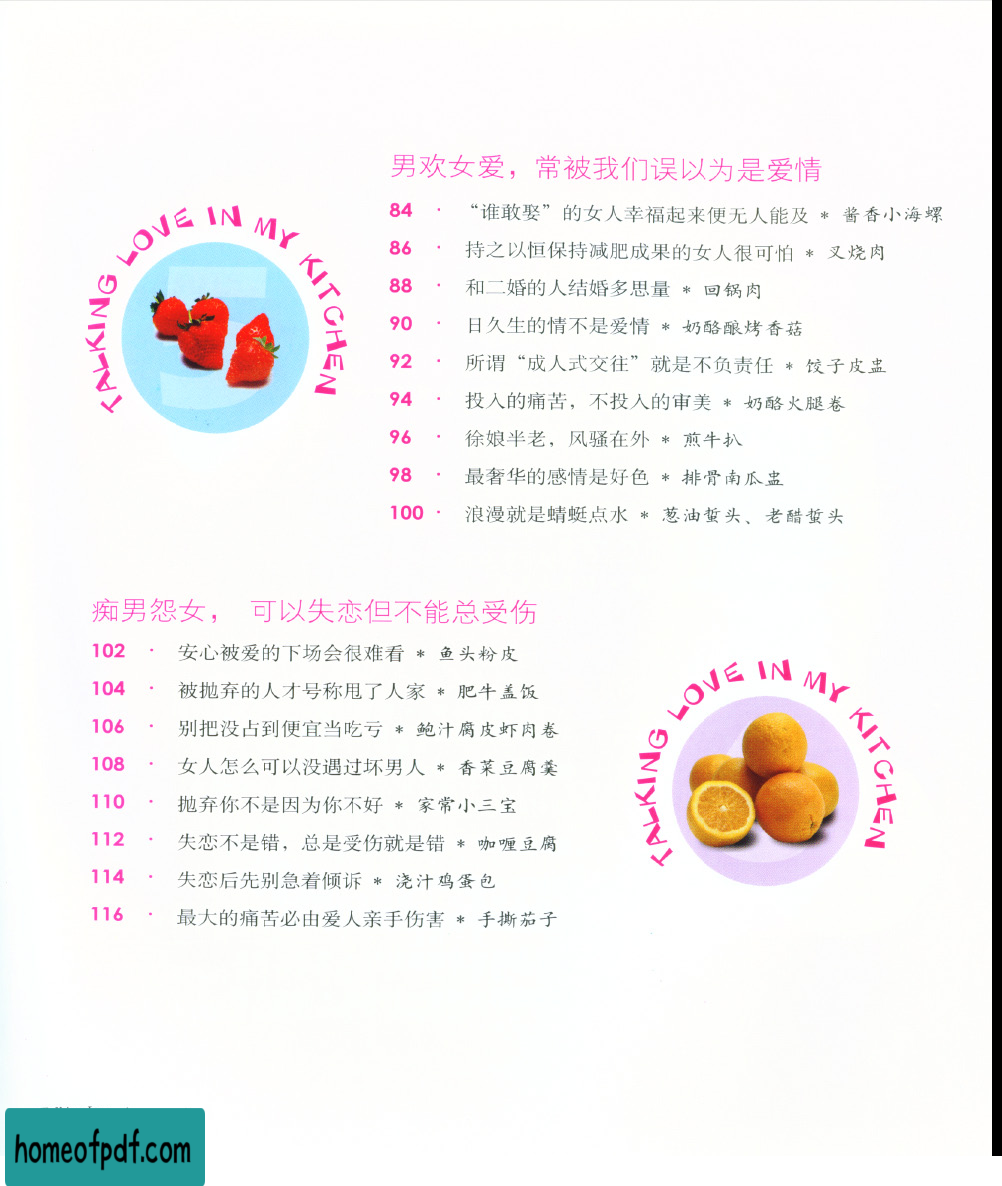 男欢女爱，常被我们误以为是爱情
TALKING LOVE IN MY KITCHEN
84 · “谁敢娶”的女人幸福起来便无人能及 * 酱香小海螺
86 · 持之以恒保持减肥成果的女人很可怕 * 叉烧肉
88 · 和二婚的人结婚多思量 * 回锅肉
90 · 日久生的情不是爱情 * 奶酪酿烤香菇
92 · 所谓“成人式交往”就是不负责任 * 饺子皮盅
94 · 投入的痛苦，不投入的审美 * 奶酪火腿卷
96 · 徐娘半老，风骚在外 * 煎牛扒
98 · 最奢华的感情是好色 * 排骨南瓜盅
100 · 浪漫就是蜻蜓点水 * 葱油蜇头、老醋蜇头
痴男怨女， 可以失恋但不能总受伤
102 · 安心被爱的下场会很难看 * 鱼头粉皮
104 · 被抛弃的人才号称甩了人家 * 肥牛盖饭
106 · 别把没占到便宜当吃亏 * 鲍汁腐皮虾肉卷
108 · 女人怎么可以没遇过坏男人 * 香菜豆腐羹
110 · 抛弃你不是因为你不好 * 家常小三宝
112 · 失恋不是错，总是受伤就是错 * 咖喱豆腐
114 · 失恋后先别急着倾诉 * 浇汁鸡蛋包
116 · 最大的痛苦必由爱人亲手伤害 * 手撕茄子
TALKING LOVE IN MY KITCHEN
homeofpdf.com